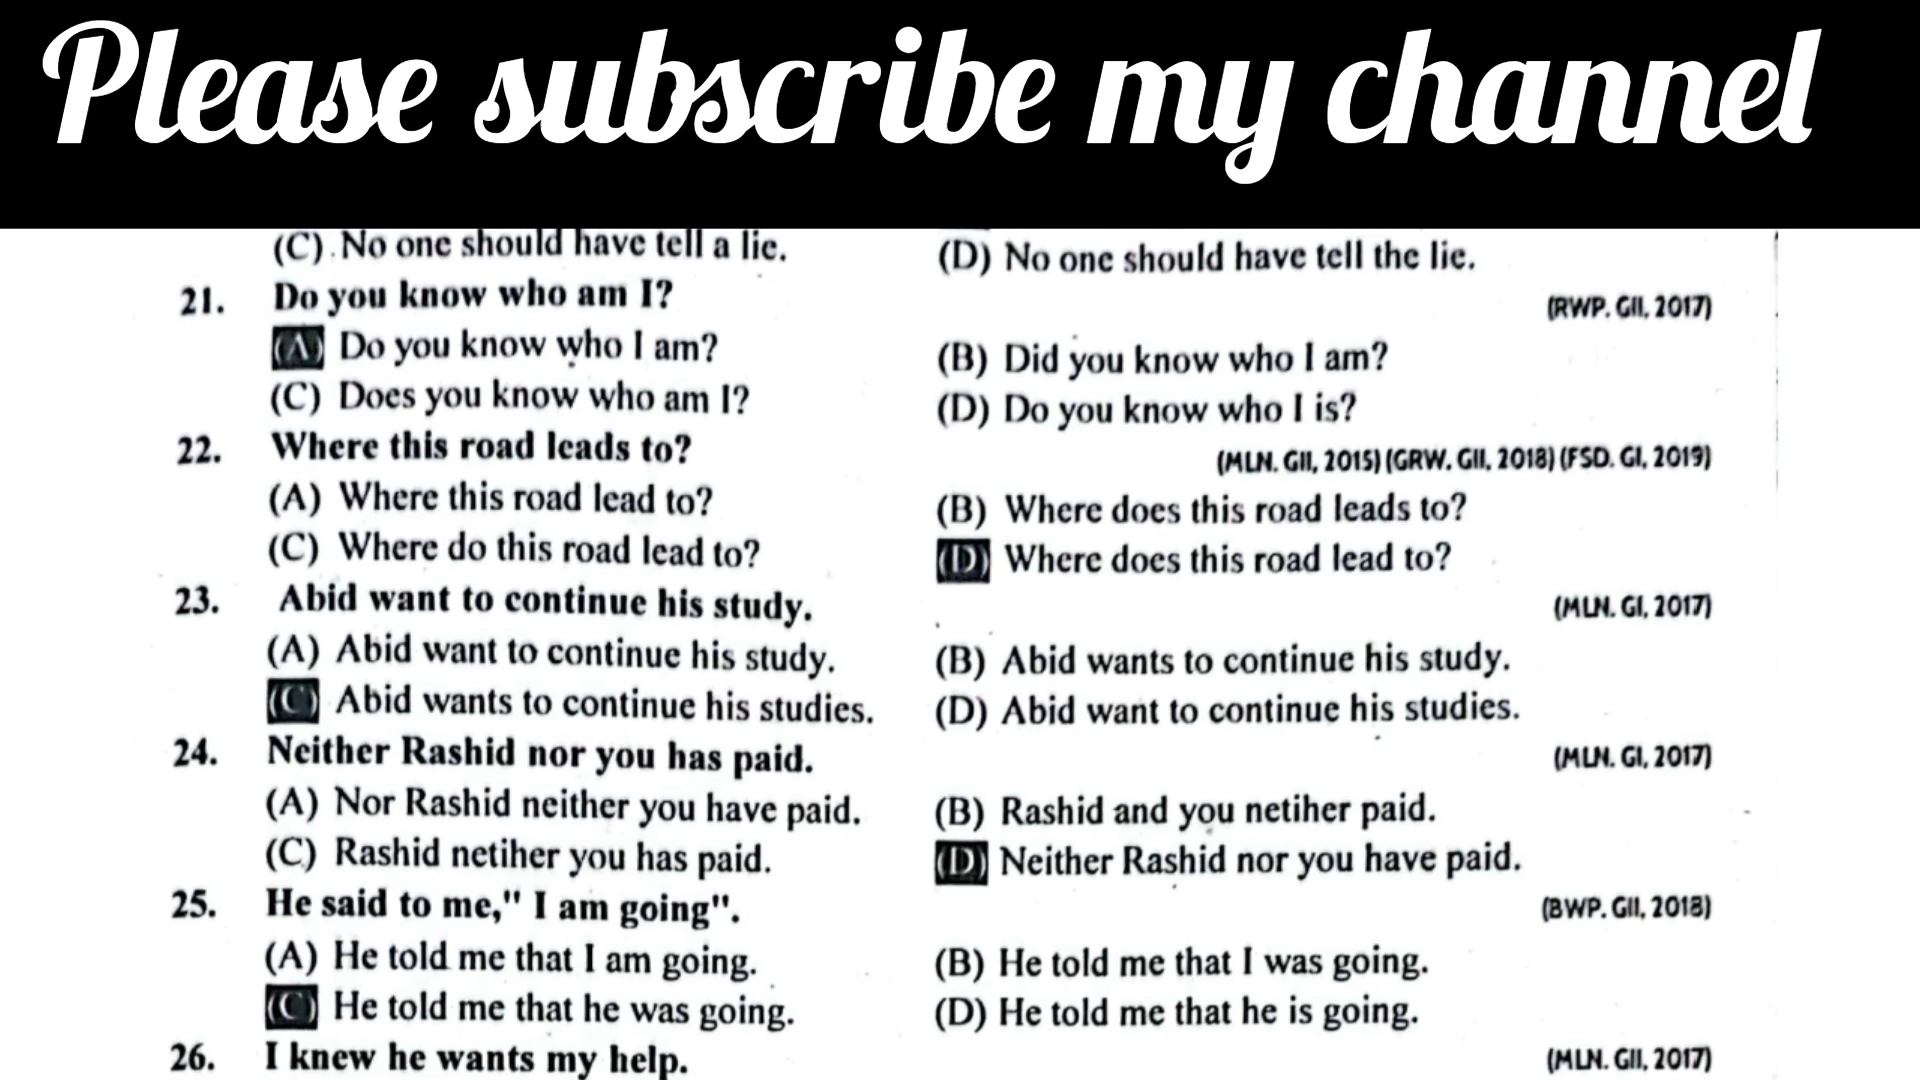 Please subscribe my channel
(C) No one should have tell a lie. (D) No one should have tell the lie.
21. Do you know who am I? (RWP. GII, 2017)
(A) Do you know who I am? (B) Did you know who I am?
(C) Does you know who am I? (D) Do you know who I is?
22. Where this road leads to? (MLN. GII, 2015) (GRW. GII, 2018) (FSD. GI, 2019)
(A) Where this road lead to? (B) Where does this road leads to?
(C) Where do this road lead to? (D) Where does this road lead to?
23. Abid want to continue his study. (MLN. GI, 2017)
(A) Abid want to continue his study. (B) Abid wants to continue his study.
(C) Abid wants to continue his studies. (D) Abid want to continue his studies.
24. Neither Rashid nor you has paid. (MLN. GI, 2017)
(A) Nor Rashid neither you have paid. (B) Rashid and you netiher paid.
(C) Rashid netiher you has paid. (D) Neither Rashid nor you have paid.
25. He said to me," I am going". (BWP. GII, 2018)
(A) He told me that I am going. (B) He told me that I was going.
(C) He told me that he was going. (D) He told me that he is going.
26. I knew he wants my help. (MLN. GII, 2017)